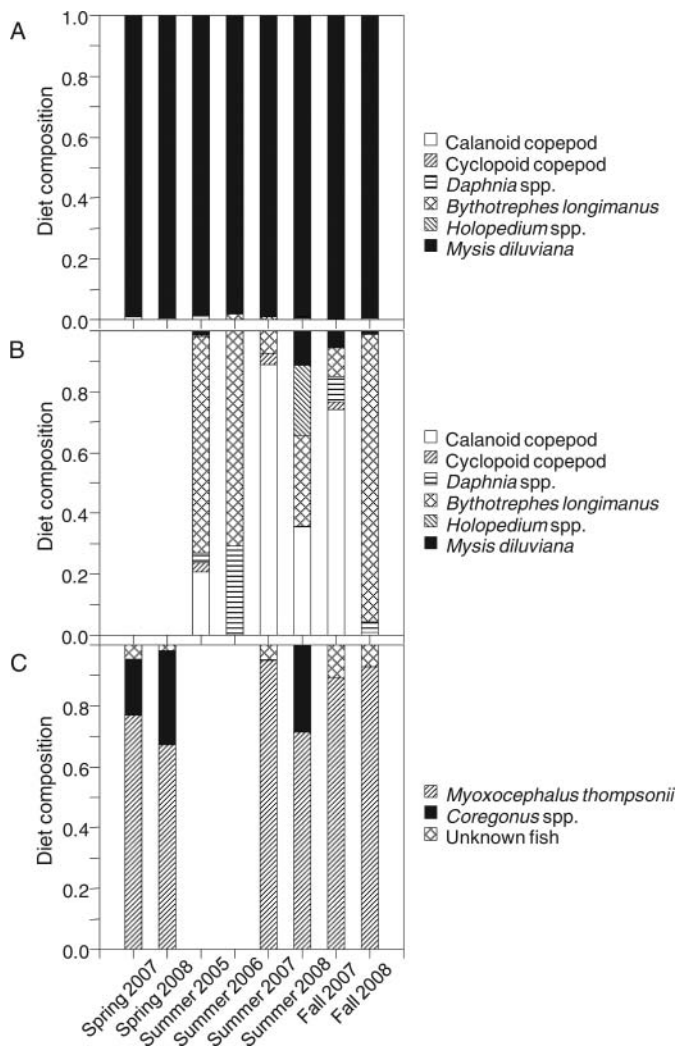 A
Diet composition
1.0
0.8
0.6
0.4
0.2
0.0
Calanoid copepod
Cyclopoid copepod
Daphnia spp.
Bythotrephes longimanus
Holopedium spp.
Mysis diluviana
B
Diet composition
0.8
0.6
0.4
0.2
0.0
Calanoid copepod
Cyclopoid copepod
Daphnia spp.
Bythotrephes longimanus
Holopedium spp.
Mysis diluviana
C
Diet composition
0.8
0.6
0.4
0.2
0.0
Myoxocephalus thompsonii
Coregonus spp.
Unknown fish
Spring 2007
Spring 2008
Summer 2005
Summer 2006
Summer 2007
Summer 2008
Fall 2007
Fall 2008